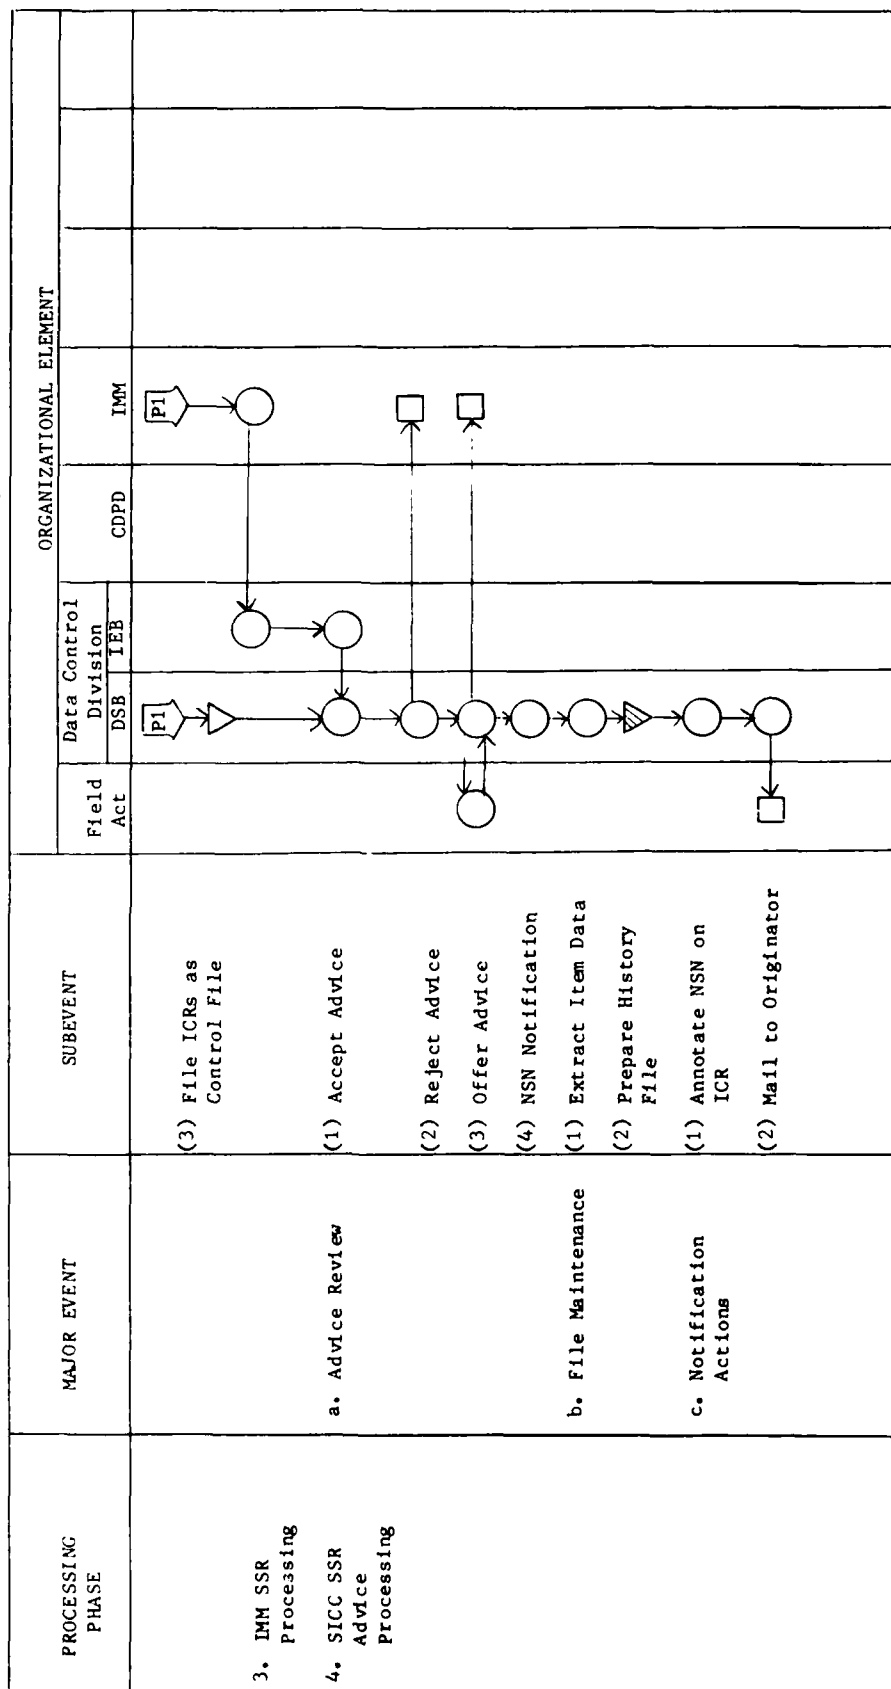 ORGANIZATIONAL ELEMENT
PROCESSING
PHASE
MAJOR EVENT
SUBEVENT
Field
Act
Data Control
Division
DSB
IEB
CDPD
IMM
P1
P1
(3) File ICRs as
Control File
3. IMM SSR
Processing
4. SICC SSR
Advice
Processing
a. Advice Review
(1) Accept Advice
(2) Reject Advice
(3) Offer Advice
(4) NSN Notification
b. File Maintenance
(1) Extract Item Data
(2) Prepare History
File
c. Notification
Actions
(1) Annotate NSN on
ICR
(2) Mail to Originator